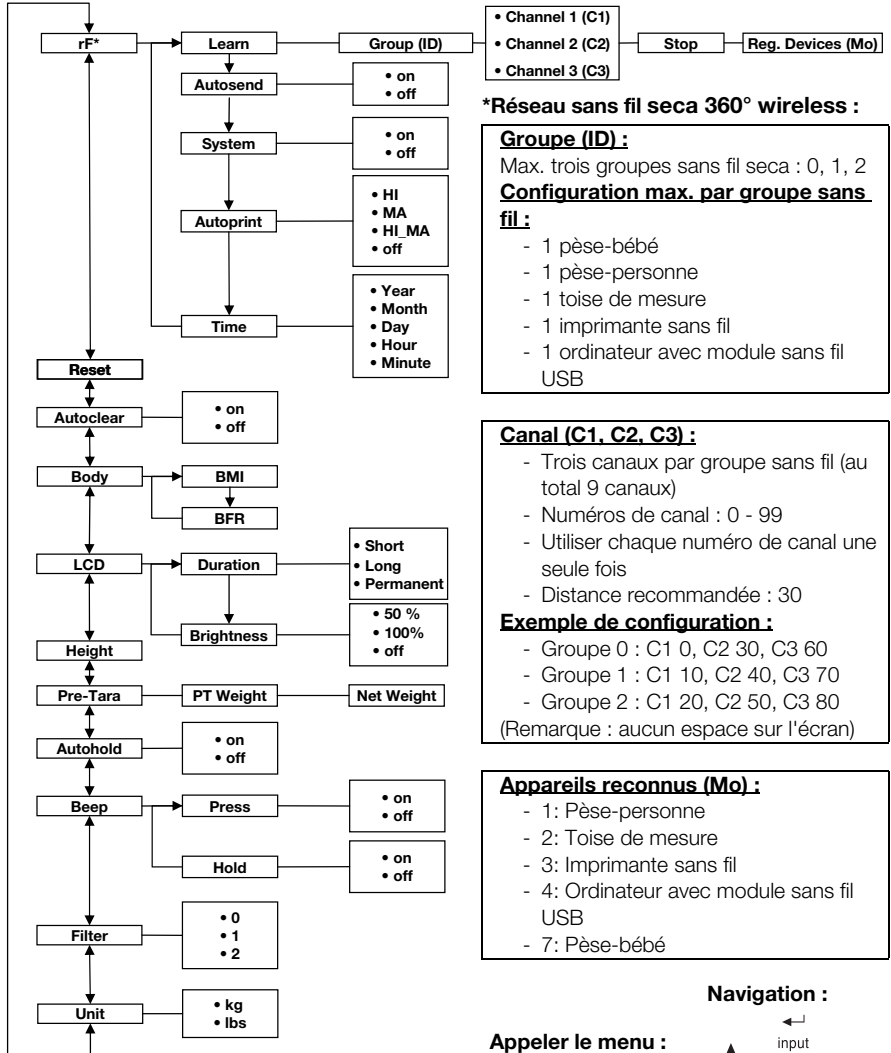 rF*
Learn
Group (ID)
• Channel 1 (C1)
• Channel 2 (C2)
• Channel 3 (C3)
Stop
Reg. Devices (Mo)
Autosend
• on
• off
System
• on
• off
Autoprint
• HI
• MA
• HI_MA
• off
Time
• Year
• Month
• Day
• Hour
• Minute
Reset
Autoclear
• on
• off
Body
BMI
BFR
LCD
Duration
• Short
• Long
• Permanent
Brightness
• 50 %
• 100%
• off
Height
Pre-Tara
PT Weight
Net Weight
Autohold
• on
• off
Beep
Press
• on
• off
Hold
• on
• off
Filter
• 0
• 1
• 2
Unit
• kg
• lbs
*Réseau sans fil seca 360° wireless :
Groupe (ID) :
Max. trois groupes sans fil seca : 0, 1, 2
Configuration max. par groupe sans
fil :
- 1 pèse-bébé
- 1 pèse-personne
- 1 toise de mesure
- 1 imprimante sans fil
- 1 ordinateur avec module sans fil
USB
Canal (C1, C2, C3) :
- Trois canaux par groupe sans fil (au
total 9 canaux)
- Numéros de canal : 0 - 99
- Utiliser chaque numéro de canal une
seule fois
- Distance recommandée : 30
Exemple de configuration :
- Groupe 0 : C1 0, C2 30, C3 60
- Groupe 1 : C1 10, C2 40, C3 70
- Groupe 2 : C1 20, C2 50, C3 80
(Remarque : aucun espace sur l'écran)
Appareils reconnus (Mo) :
- 1: Pèse-personne
- 2: Toise de mesure
- 3: Imprimante sans fil
- 4: Ordinateur avec module sans fil
USB
- 7: Pèse-bébé
Navigation :
Appeler le menu :
input